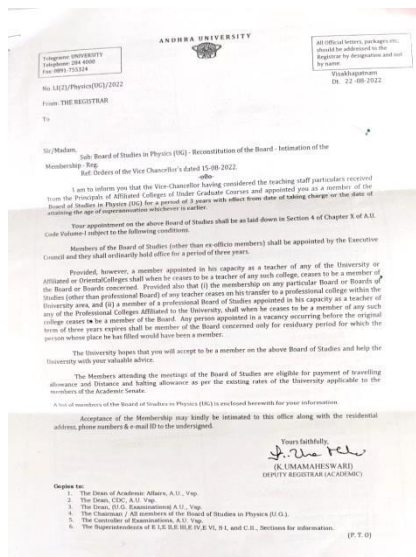 ANDHRA UNIVERSITY
Telegrams: UNIVERSITY
Telephone: 284 4000
Fax: 0891-755324
All Official letters, packages etc.
should be addressed to the
Registrar by designation and not
by name.
Visakhapatnam
Dt. 22 -08-2022
No. L1(2)/Physics(UG)/2022
From: THE REGISTRAR
To
Sir/Madam,
Sub: Board of Studies in Physics (UG) - Reconstitution of the Board - Intimation of the
Membership - Reg.
Ref: Orders of the Vice Chancellor's dated 15-08-2022.
-o0o-
I am to inform you that the Vice-Chancellor having considered the teaching staff particulars received
from the Principals of Affiliated Colleges of Under Graduate Courses and appointed you as a member of the
Board of Studies in Physics (UG) for a period of 3 years with effect from date of taking charge or the date of
attaining the age of superannuation whichever is earlier.
Your appointment on the above Board of Studies shall be as laid down in Section 4 of Chapter X of A.U.
Code Volume-I subject to the following conditions.
Members of the Board of Studies (other than ex-officio members) shall be appointed by the Executive
Council and they shall ordinarily hold office for a period of three years.
Provided, however, a member appointed in his capacity as a teacher of any of the University or
Affiliated or OrientalColleges shall when he ceases to be a teacher of any such college, ceases to be a member of
the Board or Boards concerned. Provided also that (i) the membership on any particular Board or Boards of
Studies (other than professional Board) of any teacher ceases on his transfer to a professional college within the
University area, and (ii) a member of a professional Board of Studies appointed in his capacity as a teacher of
any of the Professional Colleges Affiliated to the University, shall when he ceases to be a member of any such
college ceases to be a member of the Board. Any person appointed in a vacancy occurring before the original
term of three years expires shall be member of the Board concerned only for residuary period for which the
person whose place he has filled would have been a member.
The University hopes that you will accept to be a member on the above Board of Studies and help the
University with your valuable advice.
The Members attending the meetings of the Board of Studies are eligible for payment of travelling
allowance and Distance and halting allowance as per the existing rates of the University applicable to the
members of the Academic Senate.
A list of members of the Board of Studies in Physics (UG) is enclosed herewith for your information.
Acceptance of the Membership may kindly be intimated to this office along with the residential
address, phone numbers & e-mail ID to the undersigned.
Yours faithfully,
(K.UMAMAHESWARI)
DEPUTY REGISTRAR (ACADEMIC)
Copies to:
1. The Dean of Academic Affairs, A.U., Vsp.
2. The Dean, CDC, A.U. Vsp.
3. The Dean, (U.G. Examinations) A.U., Vsp.
4. The Chairman / All members of the Board of Studies in Physics (U.G.).
5. The Controller of Examinations, A.U. Vsp.
6. The Superintendents of E I,E II,E III,E IV,E VI, S I, and C.R., Sections for information.
(P. T. O)